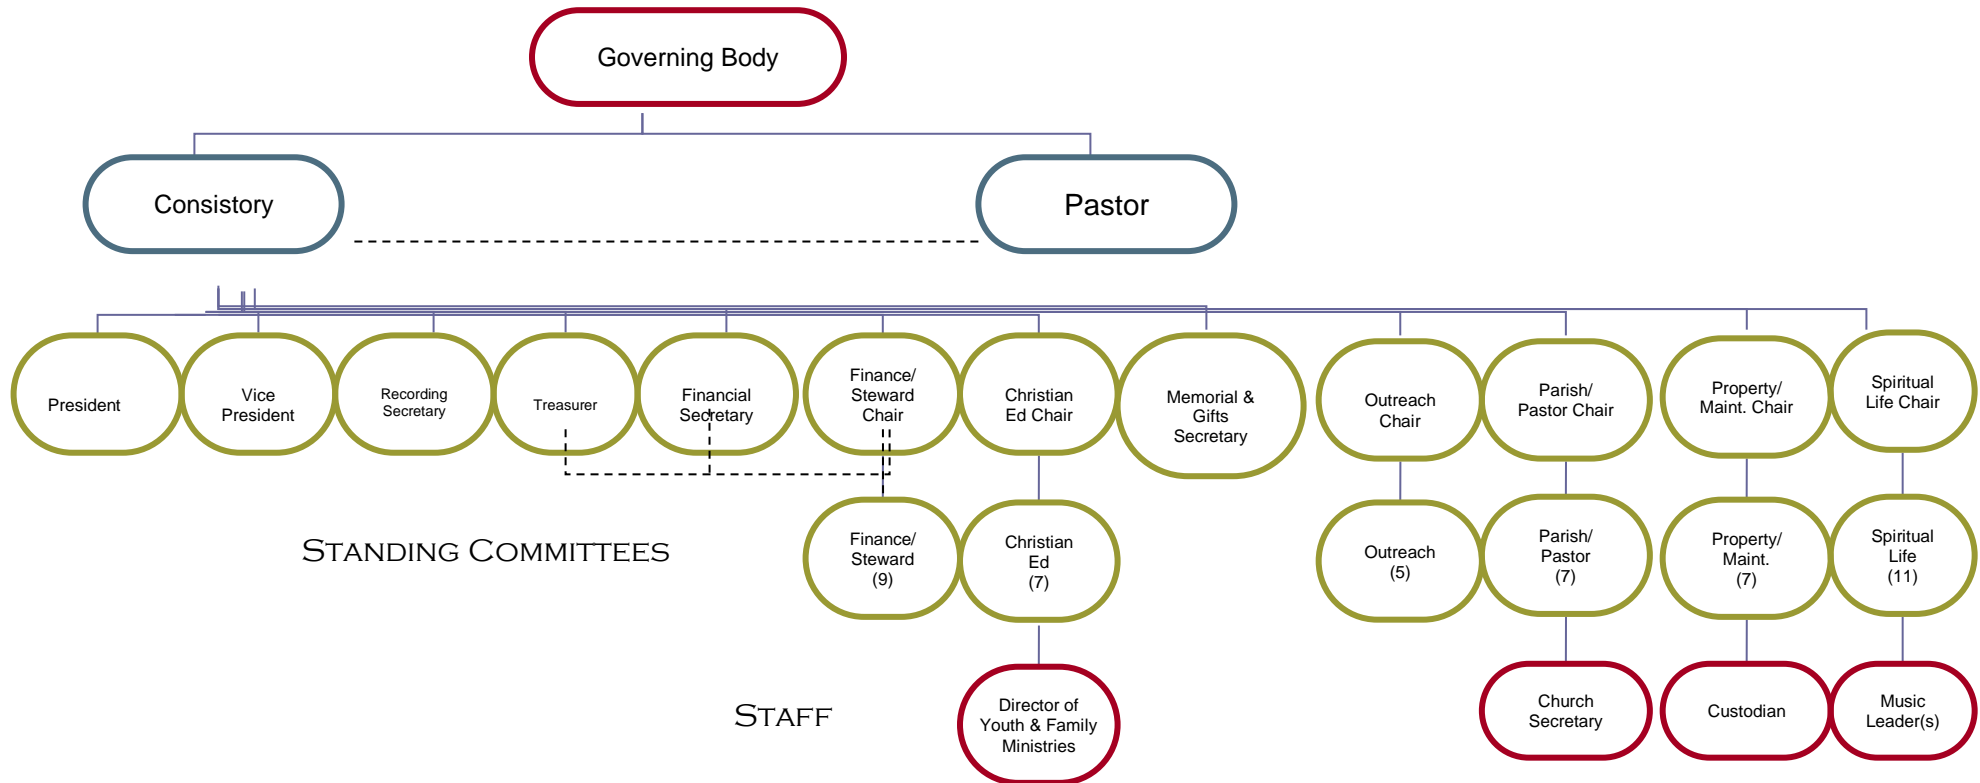 Governing Body
Consistory
Pastor
President
Vice
President
Recording
Secretary
Treasurer
Financial
Secretary
Finance/
Steward
Chair
Christian
Ed Chair
Memorial &
Gifts
Secretary
Outreach
Chair
Parish/
Pastor Chair
Property/
Maint. Chair
Spiritual
Life Chair
STANDING COMMITTEES
Finance/
Steward
(9)
Christian
Ed
(7)
Outreach
(5)
Parish/
Pastor
(7)
Property/
Maint.
(7)
Spiritual
Life
(11)
STAFF
Director of
Youth & Family
Ministries
Church
Secretary
Custodian
Music
Leader(s)